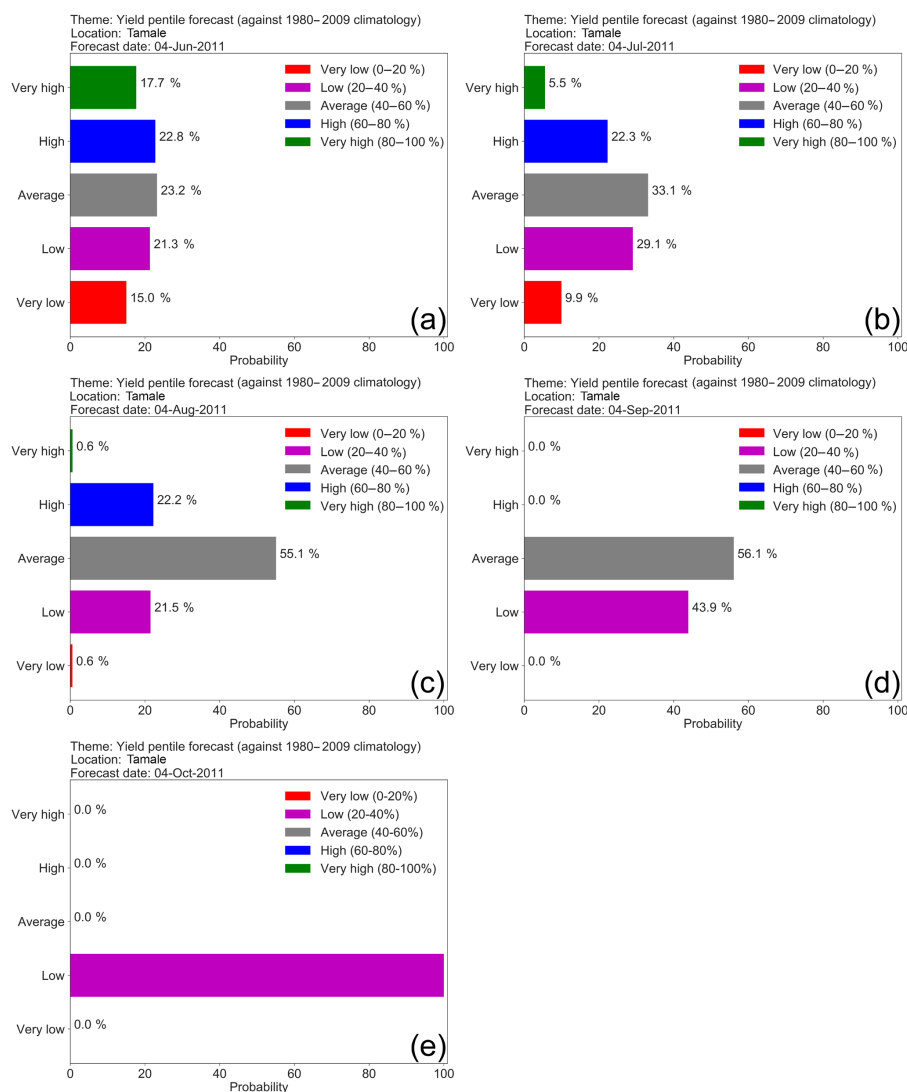 Theme: Yield pentile forecast (against 1980–2009 climatology)
Location: Tamale
Forecast date: 04-Jun-2011
Very high
17.7 %
High
22.8 %
Average
23.2 %
Low
21.3 %
Very low
15.0 %
Very low (0–20 %)
Low (20–40 %)
Average (40–60 %)
High (60–80 %)
Very high (80–100 %)
(a)
0 20 40 60 80 100
Probability
Theme: Yield pentile forecast (against 1980–2009 climatology)
Location: Tamale
Forecast date: 04-Jul-2011
Very high
5.5 %
High
22.3 %
Average
33.1 %
Low
29.1 %
Very low
9.9 %
Very low (0–20 %)
Low (20–40 %)
Average (40–60 %)
High (60–80 %)
Very high (80–100 %)
(b)
0 20 40 60 80 100
Probability
Theme: Yield pentile forecast (against 1980–2009 climatology)
Location: Tamale
Forecast date: 04-Aug-2011
Very high
0.6 %
High
22.2 %
Average
55.1 %
Low
21.5 %
Very low
0.6 %
Very low (0–20 %)
Low (20–40 %)
Average (40–60 %)
High (60–80 %)
Very high (80–100 %)
(c)
0 20 40 60 80 100
Probability
Theme: Yield pentile forecast (against 1980–2009 climatology)
Location: Tamale
Forecast date: 04-Sep-2011
Very high
0.0 %
High
0.0 %
Average
56.1 %
Low
43.9 %
Very low
0.0 %
Very low (0–20 %)
Low (20–40 %)
Average (40–60 %)
High (60–80 %)
Very high (80–100 %)
(d)
0 20 40 60 80 100
Probability
Theme: Yield pentile forecast (against 1980–2009 climatology)
Location: Tamale
Forecast date: 04-Oct-2011
Very high
0.0 %
High
0.0 %
Average
0.0 %
Low
Very low
0.0 %
Very low (0-20%)
Low (20-40%)
Average (40-60%)
High (60-80%)
Very high (80-100%)
(e)
0 20 40 60 80 100
Probability